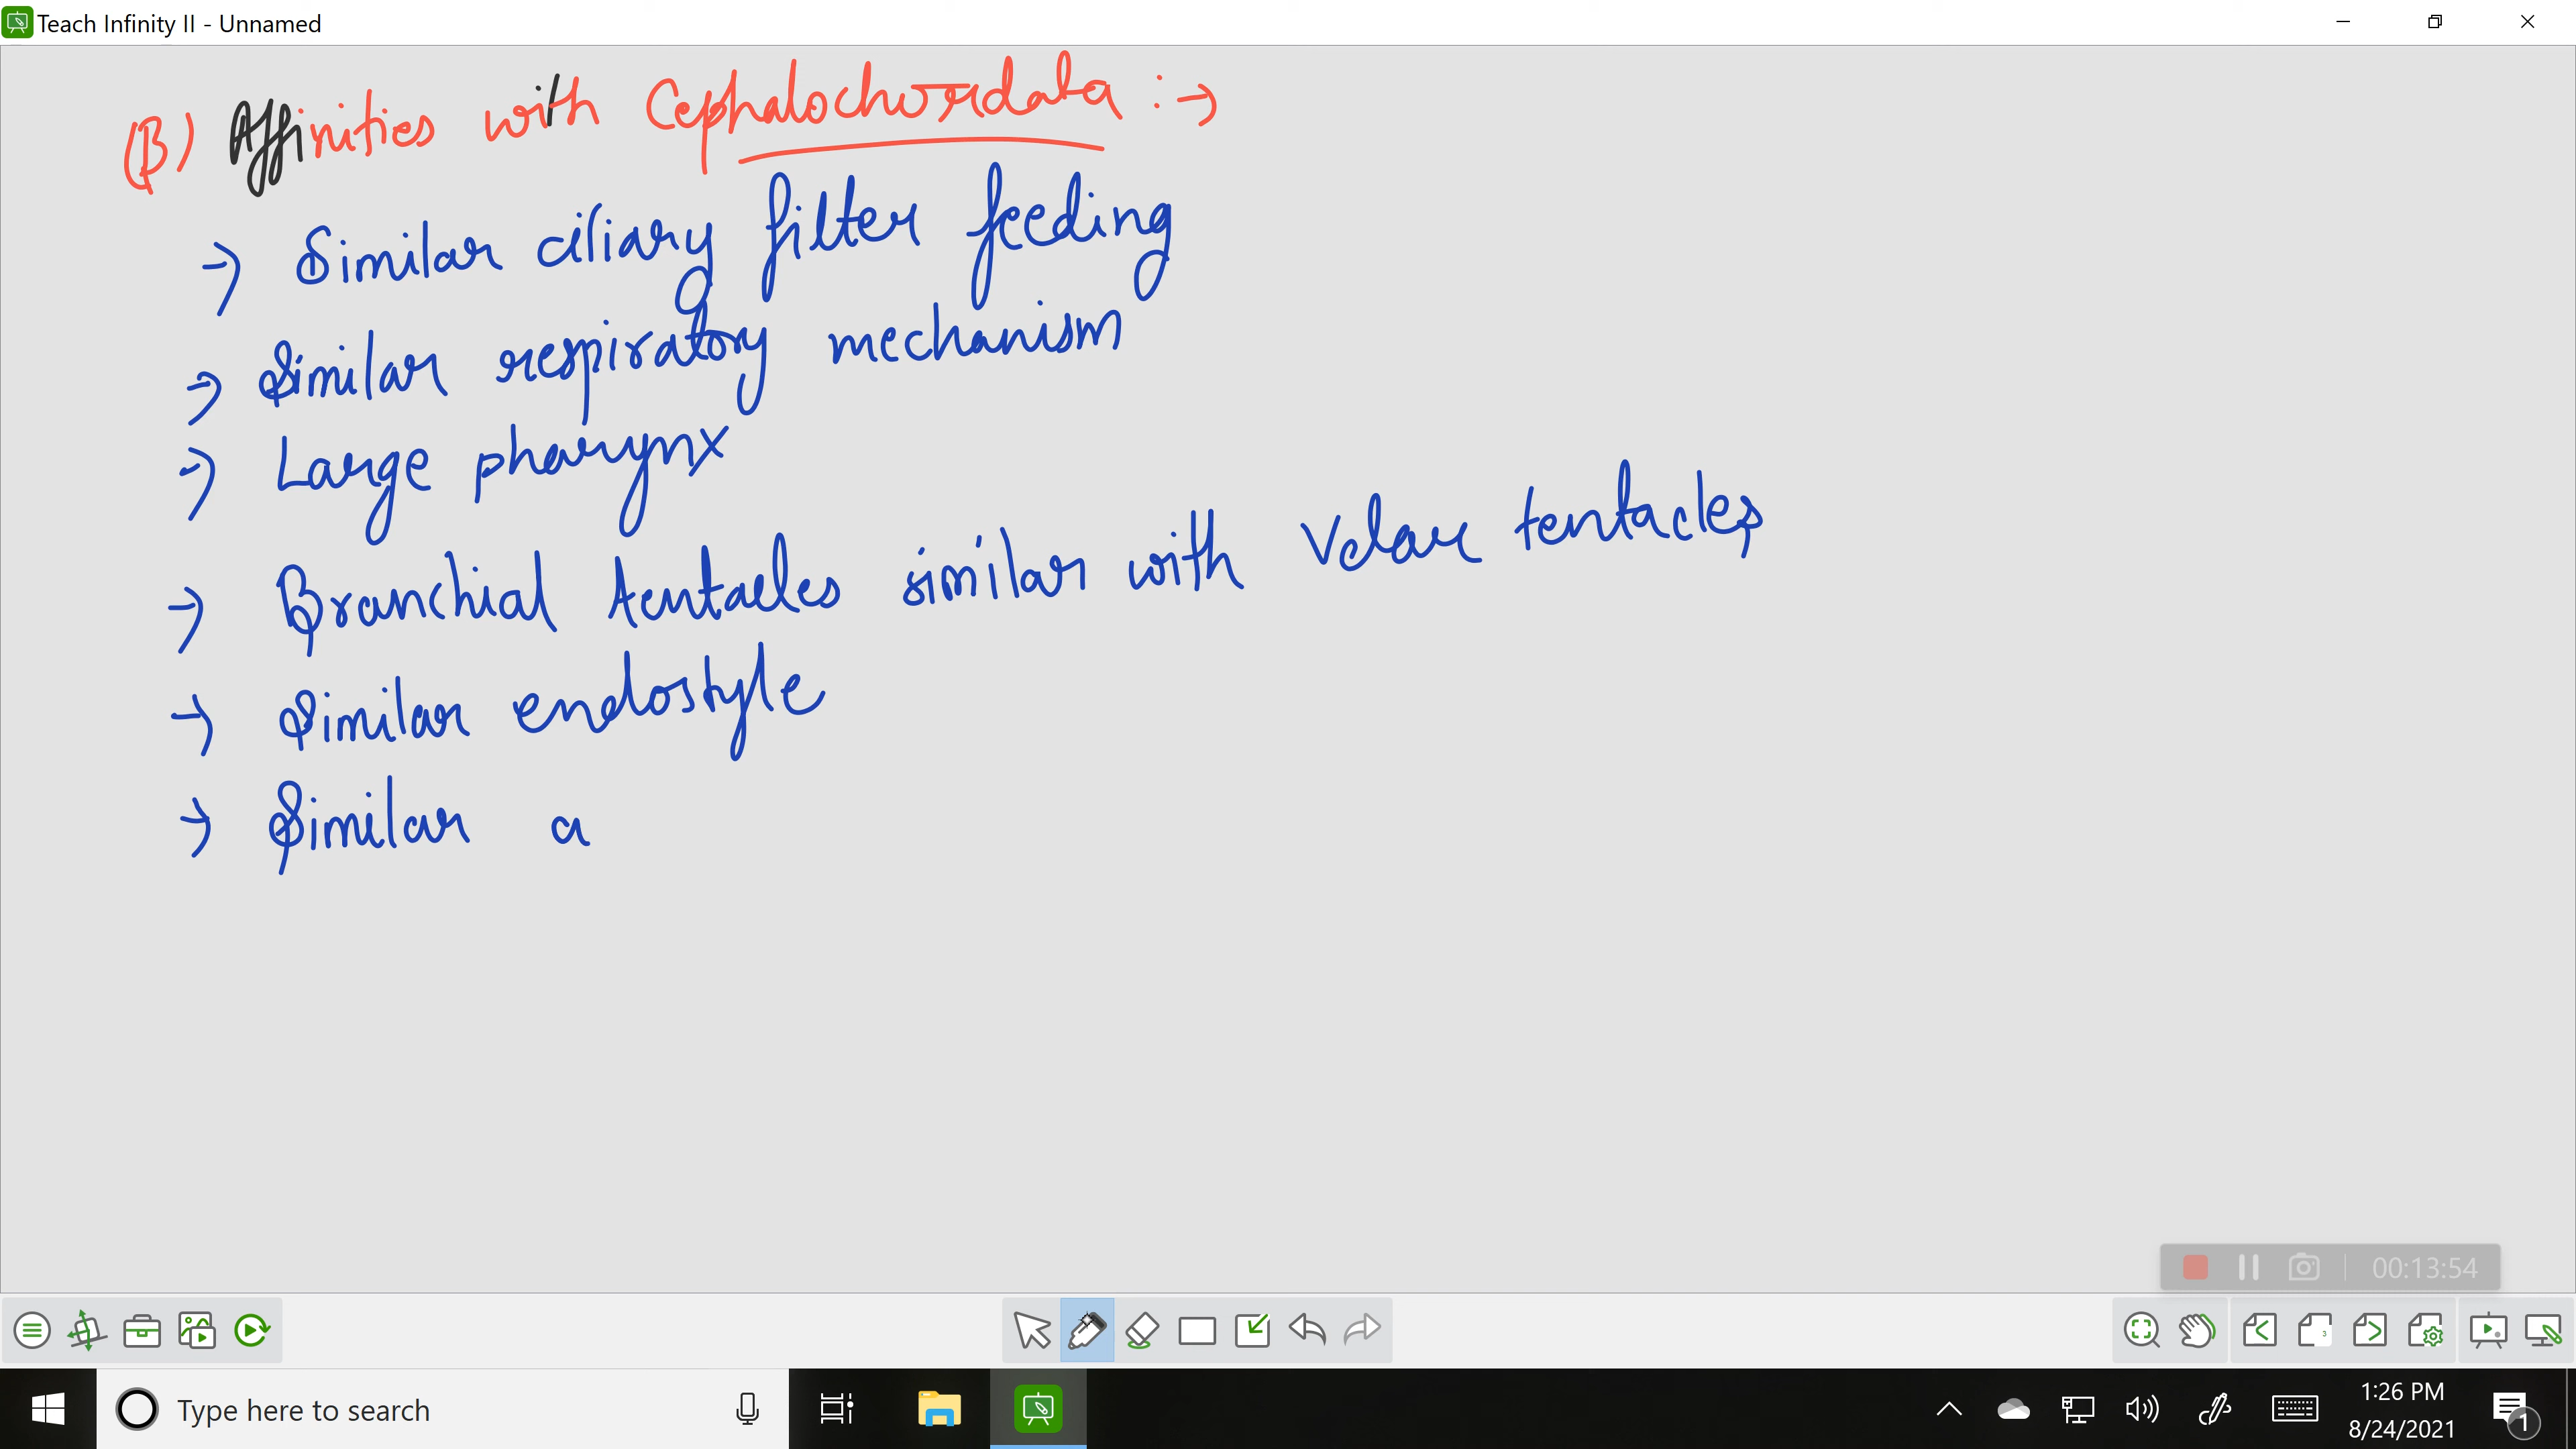 Teach Infinity II - Unnamed
(B) Affinities with Cephalochordata :→
→ Similar ciliary filter feeding
→ Similar respiratory mechanism
→ Large pharynx
→ Branchial tentacles similar with Velar tentacles
→ Similar endostyle
→ Similar a
00:13:54
3
Type here to search
1:26 PM
8/24/2021
1